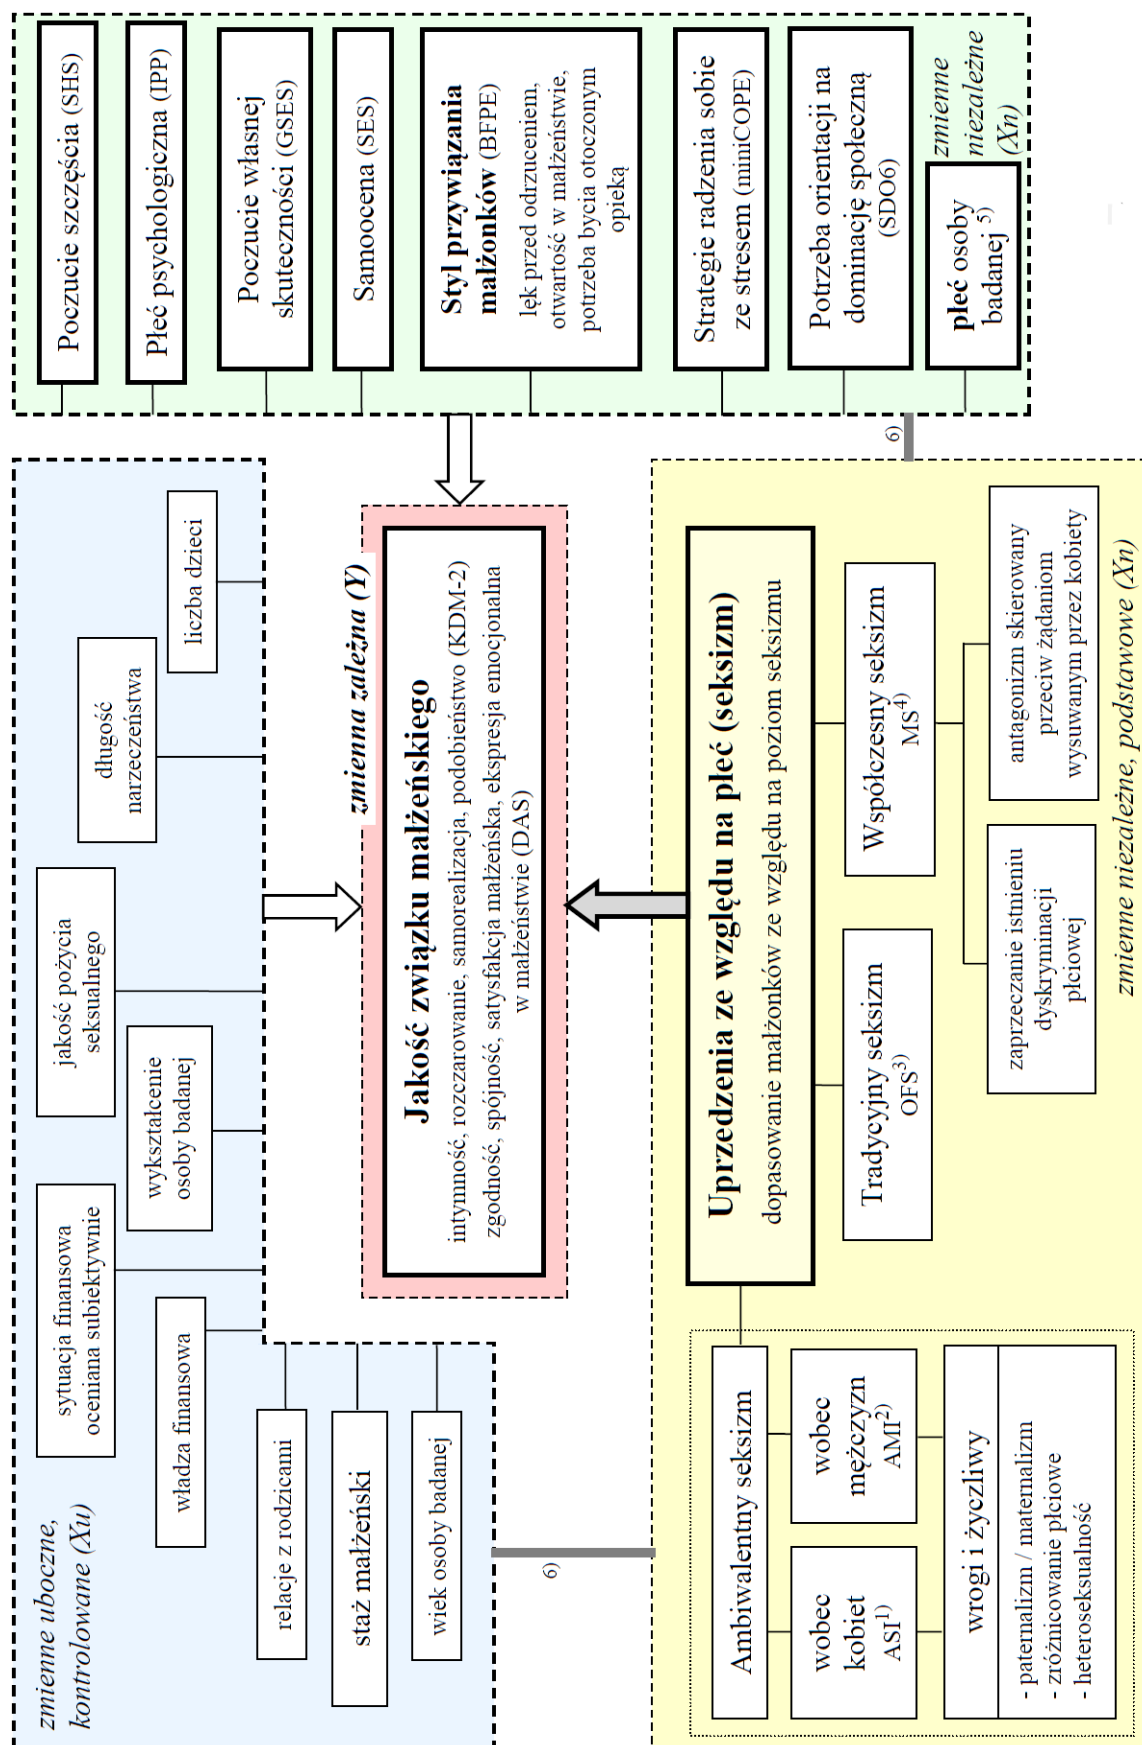 zmienne uboczne,
kontrolowane (Xu)
sytuacja finansowa
oceniana subiektywnie
władza finansowa
jakość pożycia
seksualnego
wykształcenie
osoby badanej
długość
narzeczeństwa
liczba dzieci
relacje z rodzicami
staż małżeński
wiek osoby badanej
6)
zmienna zależna (Y)
Jakość związku małżeńskiego
intymność, rozczarowanie, samorealizacja, podobieństwo (KDM-2)
zgodność, spójność, satysfakcja małżeńska, ekspresja emocjonalna
w małżeństwie (DAS)
Poczucie szczęścia (SHS)
Płeć psychologiczna (IPP)
Poczucie własnej
skuteczności (GSES)
Samoocena (SES)
Styl przywiązania
małżonków (BFPE)
lęk przed odrzuceniem,
otwartość w małżeństwie,
potrzeba bycia otoczonym
opieką
Strategie radzenia sobie
ze stresem (miniCOPE)
Potrzeba orientacji na
dominację społeczną
(SDO6)
płeć osoby
badanej 5)
zmienne
niezależne
(Xn)
6)
Uprzedzenia ze względu na płeć (seksizm)
dopasowanie małżonków ze względu na poziom seksizmu
Ambiwalentny seksizm
wobec
kobiet
ASI1)
wobec
mężczyzn
AMI2)
wrogi i życzliwy
- paternalizm / maternalizm
- zróżnicowanie płciowe
- heteroseksualność
Tradycyjny seksizm
OFS3)
Współczesny seksizm
MS4)
zaprzeczanie istnieniu
dyskryminacji
płciowej
antagonizm skierowany
przeciw żądaniom
wysuwanym przez kobiety
zmienne niezależne, podstawowe (Xn)